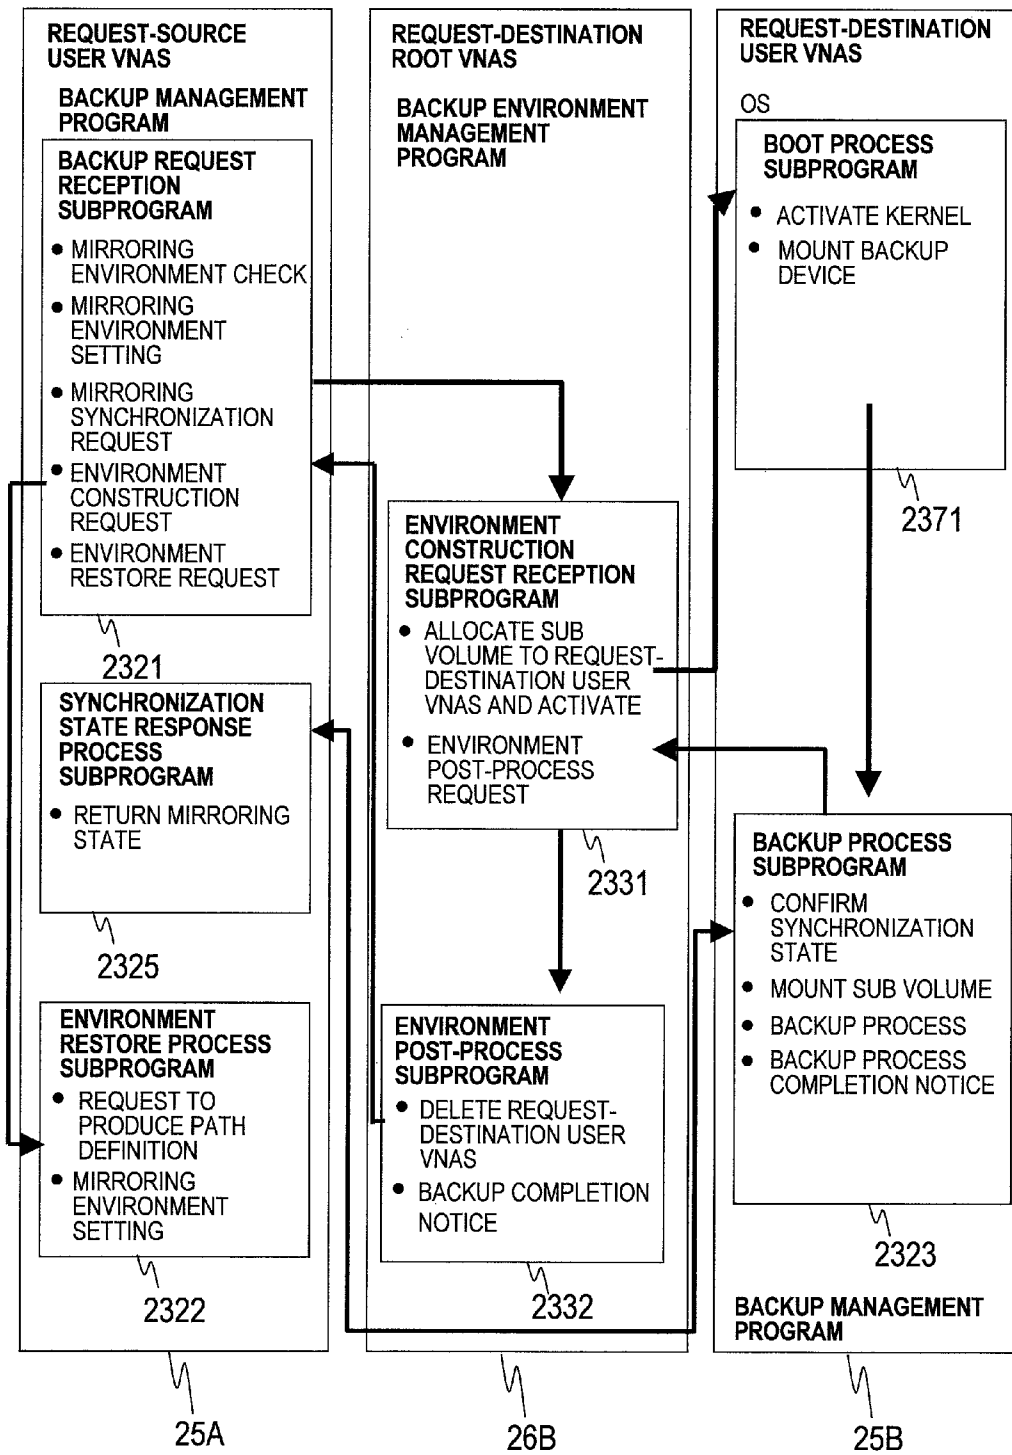 REQUEST-SOURCE
USER VNAS
BACKUP MANAGEMENT
PROGRAM
BACKUP REQUEST
RECEPTION
SUBPROGRAM
• MIRRORING
ENVIRONMENT CHECK
• MIRRORING
ENVIRONMENT
SETTING
• MIRRORING
SYNCHRONIZATION
REQUEST
• ENVIRONMENT
CONSTRUCTION
REQUEST
• ENVIRONMENT
RESTORE REQUEST
2321
SYNCHRONIZATION
STATE RESPONSE
PROCESS
SUBPROGRAM
• RETURN MIRRORING
STATE
2325
ENVIRONMENT
RESTORE PROCESS
SUBPROGRAM
• REQUEST TO
PRODUCE PATH
DEFINITION
• MIRRORING
ENVIRONMENT
SETTING
2322
25A
REQUEST-DESTINATION
ROOT VNAS
BACKUP ENVIRONMENT
MANAGEMENT
PROGRAM
ENVIRONMENT
CONSTRUCTION
REQUEST RECEPTION
SUBPROGRAM
• ALLOCATE SUB
VOLUME TO REQUEST-
DESTINATION USER
VNAS AND ACTIVATE
• ENVIRONMENT
POST-PROCESS
REQUEST
2331
ENVIRONMENT
POST-PROCESS
SUBPROGRAM
• DELETE REQUEST-
DESTINATION USER
VNAS
• BACKUP COMPLETION
NOTICE
2332
26B
REQUEST-DESTINATION
USER VNAS
OS
BOOT PROCESS
SUBPROGRAM
• ACTIVATE KERNEL
• MOUNT BACKUP
DEVICE
2371
BACKUP PROCESS
SUBPROGRAM
• CONFIRM
SYNCHRONIZATION
STATE
• MOUNT SUB VOLUME
• BACKUP PROCESS
• BACKUP PROCESS
COMPLETION NOTICE
2323
BACKUP MANAGEMENT
PROGRAM
25B